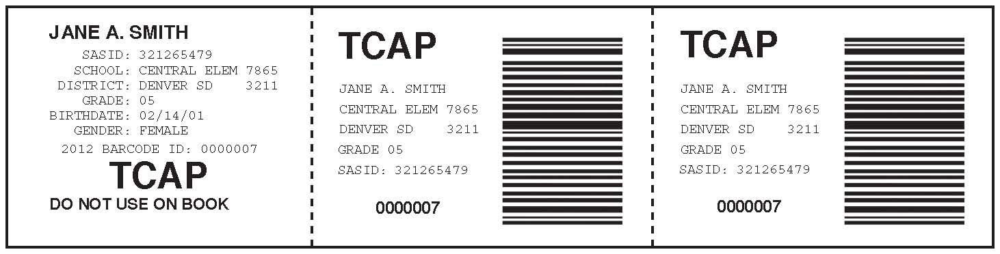 JANE A. SMITH
SASID: 321265479
SCHOOL: CENTRAL ELEM 7865
DISTRICT: DENVER SD 3211
GRADE: 05
BIRTHDATE: 02/14/01
GENDER: FEMALE
2012 BARCODE ID: 0000007
TCAP
DO NOT USE ON BOOK
TCAP
JANE A. SMITH
CENTRAL ELEM 7865
DENVER SD 3211
GRADE 05
SASID: 321265479
0000007
TCAP
JANE A. SMITH
CENTRAL ELEM 7865
DENVER SD 3211
GRADE 05
SASID: 321265479
0000007